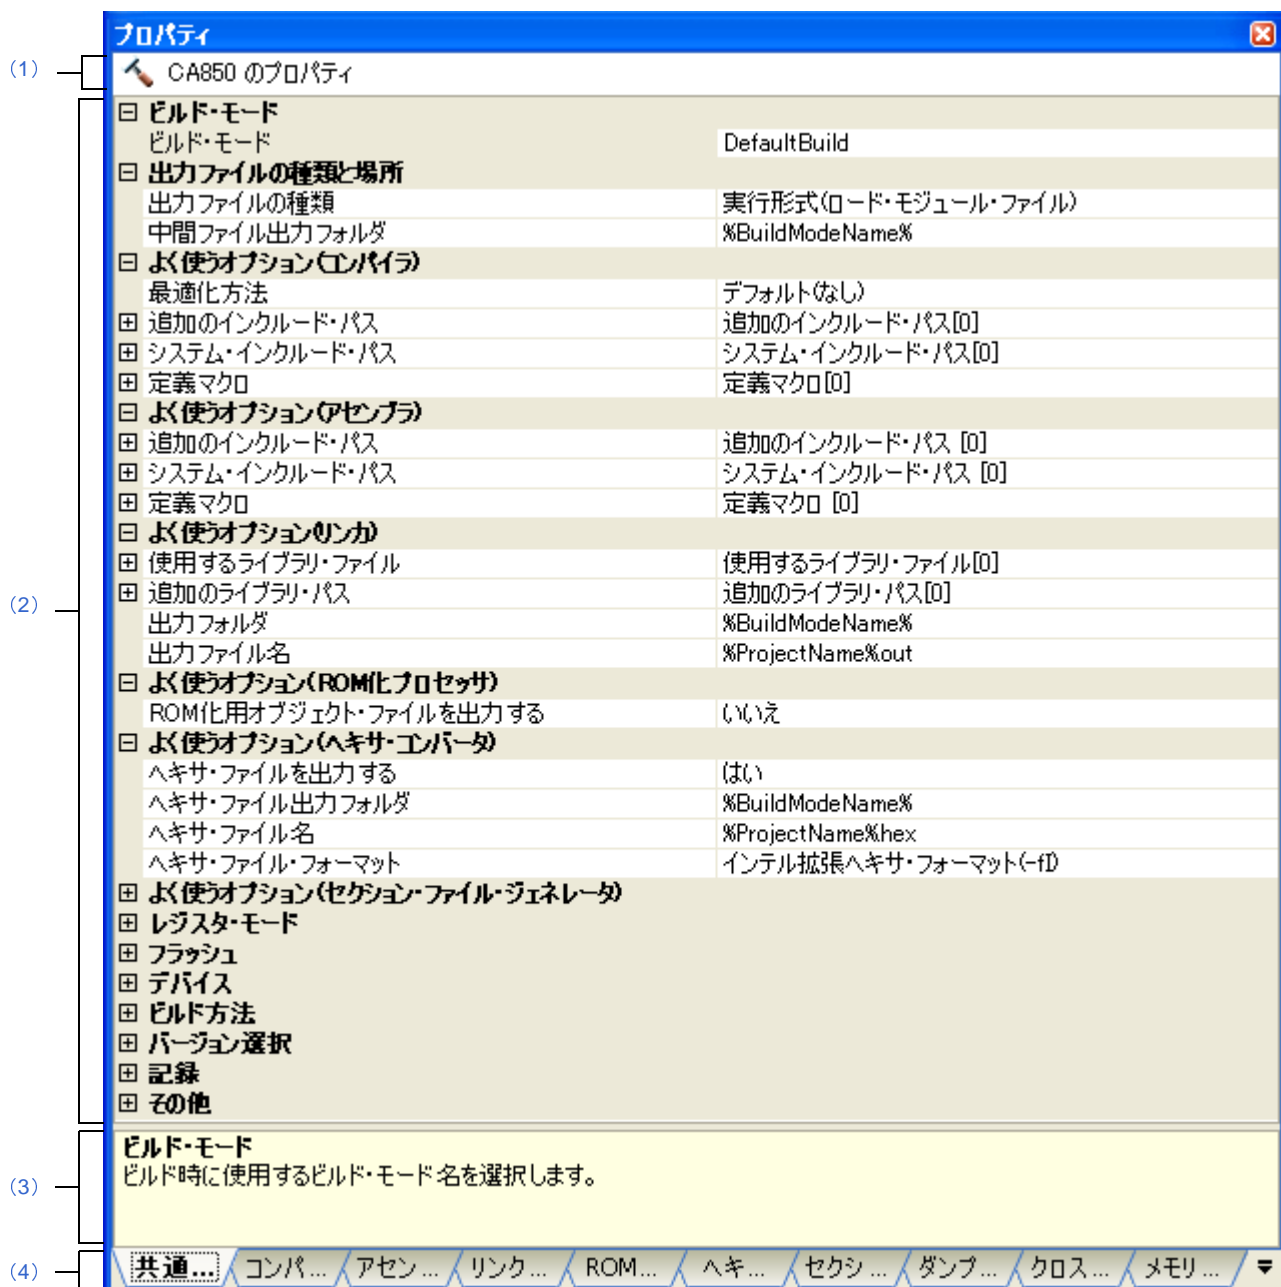 プロパティ
(1)
CA850 のプロパティ
ビルド・モード
ビルド・モード DefaultBuild
出力ファイルの種類と場所
出力ファイルの種類 実行形式(ロード・モジュール・ファイル)
中間ファイル出力フォルダ %BuildModeName%
よく使うオプション(コンパイラ)
最適化方法 デフォルト(なし)
追加のインクルード・パス 追加のインクルード・パス[0]
システム・インクルード・パス システム・インクルード・パス[0]
定義マクロ 定義マクロ[0]
よく使うオプション(アセンブラ)
追加のインクルード・パス 追加のインクルード・パス [0]
システム・インクルード・パス システム・インクルード・パス [0]
定義マクロ 定義マクロ [0]
よく使うオプション(リンカ)
使用するライブラリ・ファイル 使用するライブラリ・ファイル[0]
(2)
追加のライブラリ・パス 追加のライブラリ・パス[0]
出力フォルダ %BuildModeName%
出力ファイル名 %ProjectName%.out
よく使うオプション(ROM化プロセッサ)
ROM化用オブジェクト・ファイルを出力する いいえ
よく使うオプション(ヘキサ・コンバータ)
ヘキサ・ファイルを出力する はい
ヘキサ・ファイル出力フォルダ %BuildModeName%
ヘキサ・ファイル名 %ProjectName%.hex
ヘキサ・ファイル・フォーマット インテル拡張ヘキサ・フォーマット(-fI)
よく使うオプション(セクション・ファイル・ジェネレータ)
レジスタ・モード
フラッシュ
デバイス
ビルド方法
バージョン選択
記録
その他
ビルド・モード
ビルド時に使用するビルド・モード名を選択します。
(3)
(4)
共通... コンパ... アセン... リンク... ROM... ヘキ... セクシ... ダンプ... クロス... メモリ...